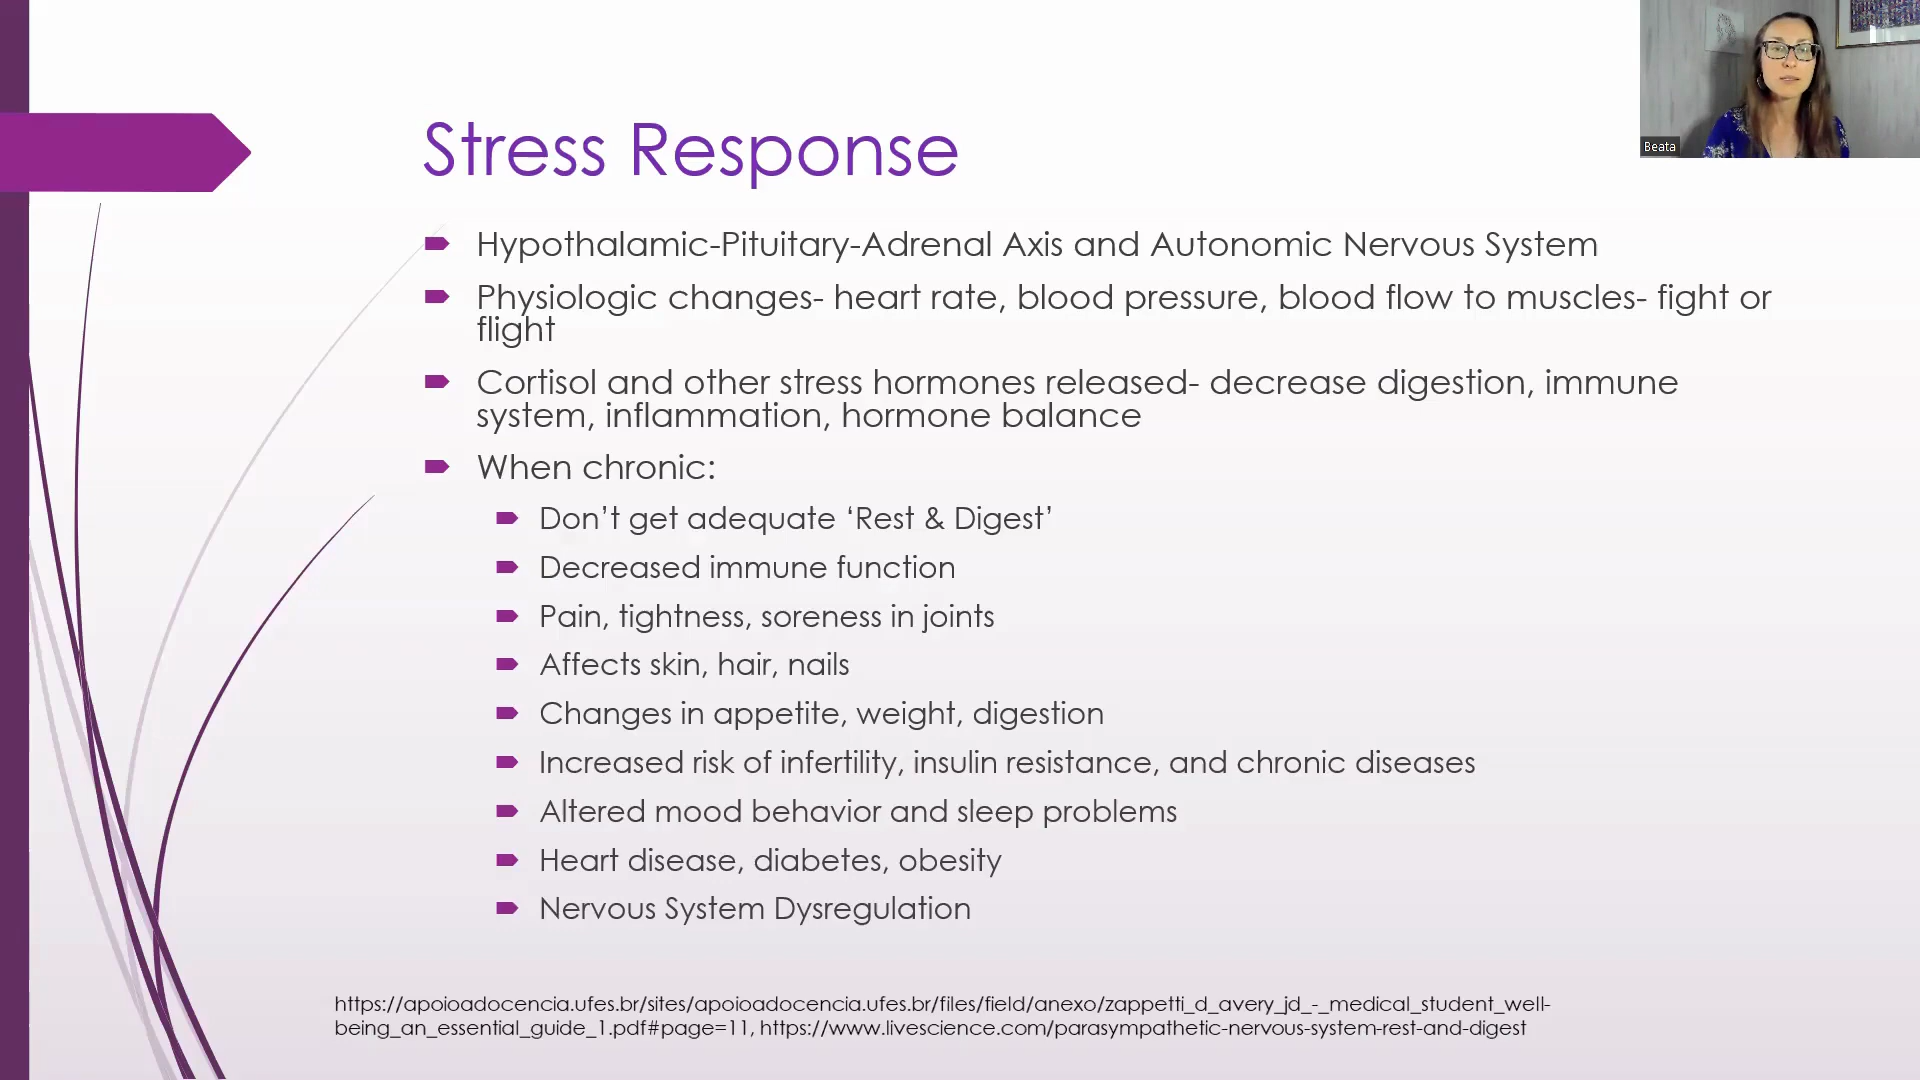 Beata
Stress Response
Hypothalamic-Pituitary-Adrenal Axis and Autonomic Nervous System
Physiologic changes- heart rate, blood pressure, blood flow to muscles- fight or
flight
Cortisol and other stress hormones released- decrease digestion, immune
system, inflammation, hormone balance
When chronic:
Don’t get adequate ‘Rest & Digest’
Decreased immune function
Pain, tightness, soreness in joints
Affects skin, hair, nails
Changes in appetite, weight, digestion
Increased risk of infertility, insulin resistance, and chronic diseases
Altered mood behavior and sleep problems
Heart disease, diabetes, obesity
Nervous System Dysregulation
https://apoioadocencia.ufes.br/sites/apoioadocencia.ufes.br/files/field/anexo/zappetti_d_avery_jd_-_medical_student_well-
being_an_essential_guide_1.pdf#page=11, https://www.livescience.com/parasympathetic-nervous-system-rest-and-digest